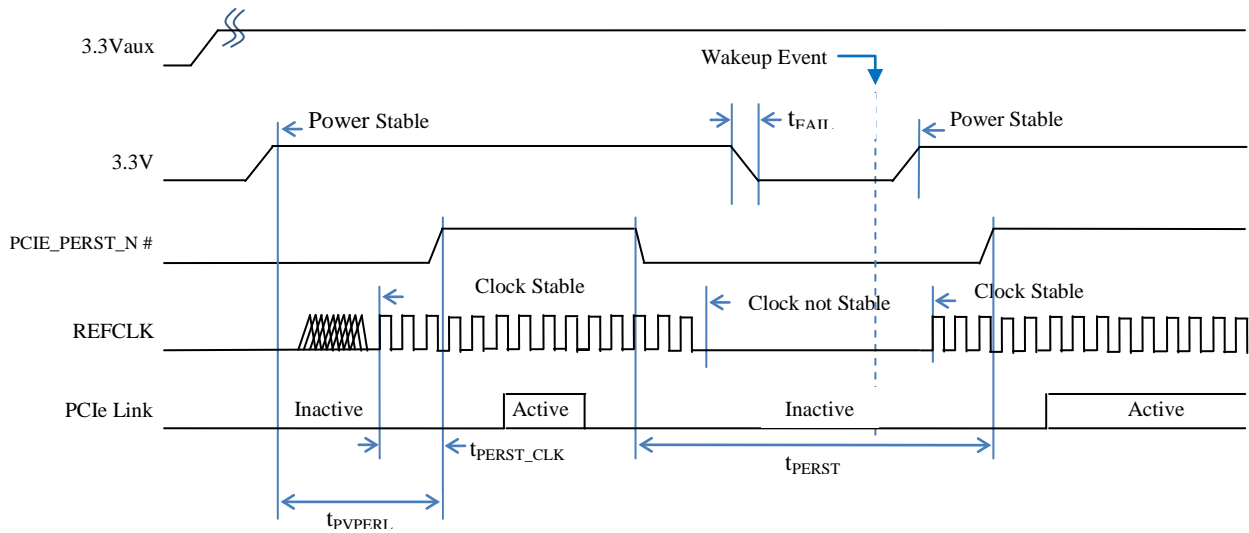 3.3Vaux
Wakeup Event
Power Stable
tFAIL
Power Stable
3.3V
PCIE_PERST_N #
Clock Stable
Clock not Stable
Clock Stable
REFCLK
PCIe Link
Inactive
Active
Inactive
Active
tPERST_CLK
tPERST
tPVPERL